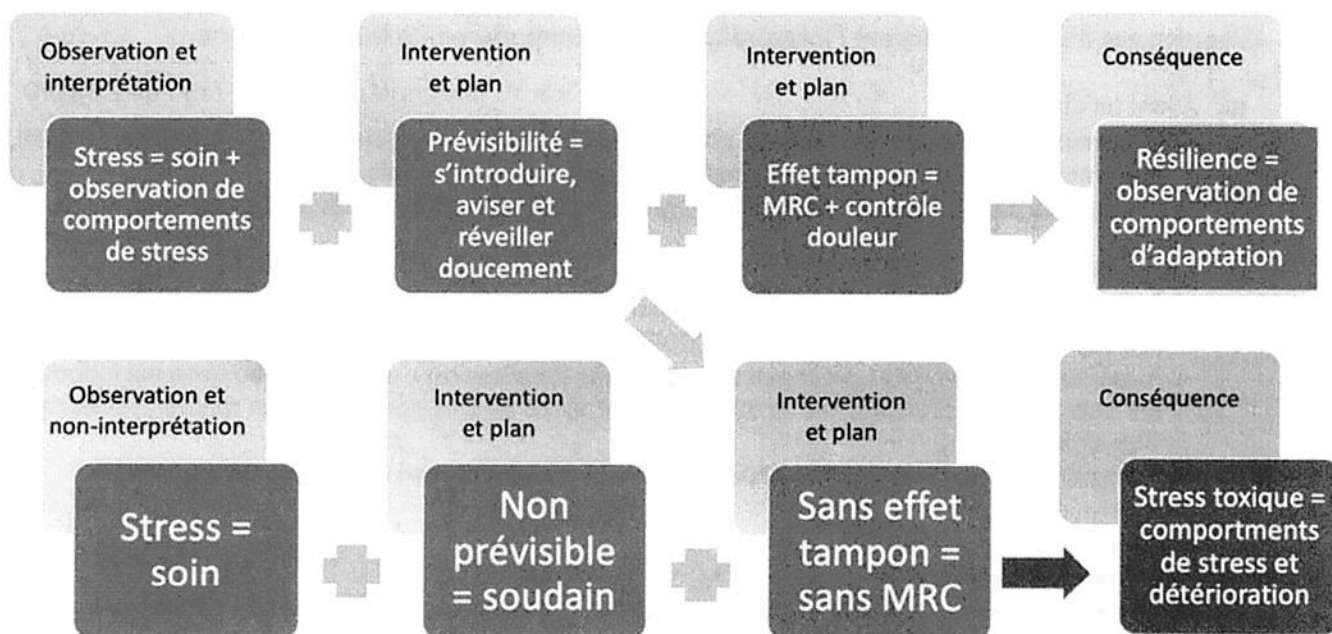 Observation et
interprétation
Stress = soin +
observation de
comportements
de stress
Intervention
et plan
Prévisibilité =
s'introduire,
aviser et
réveiller
doucement
Intervention
et plan
Effet tampon =
MRC + contrôle
douleur
Conséquence
Résilience =
observation de
comportements
d'adaptation
Observation et
non-interprétation
Stress =
soin
Intervention
et plan
Non
prévisible
= soudain
Intervention
et plan
Sans effet
tampon =
sans MRC
Conséquence
Stress toxique =
comportments
de stress et
détérioration